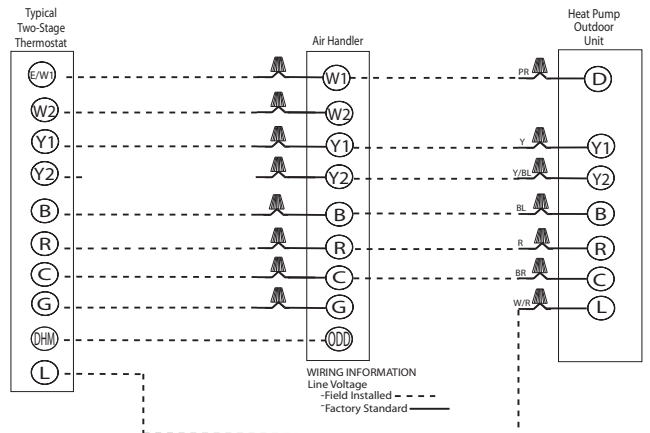 Typical
Two-Stage
Thermostat
Air Handler
Heat Pump
Outdoor
Unit
E/W1
W1
PR
D
W2
W2
Y1
Y1
Y
Y1
Y2
Y2
Y/BL
Y2
B
B
BL
B
R
R
R
R
C
C
BR
C
G
G
W/R
L
DHM
ODD
L
WIRING INFORMATION
Line Voltage
-Field Installed
-Factory Standard